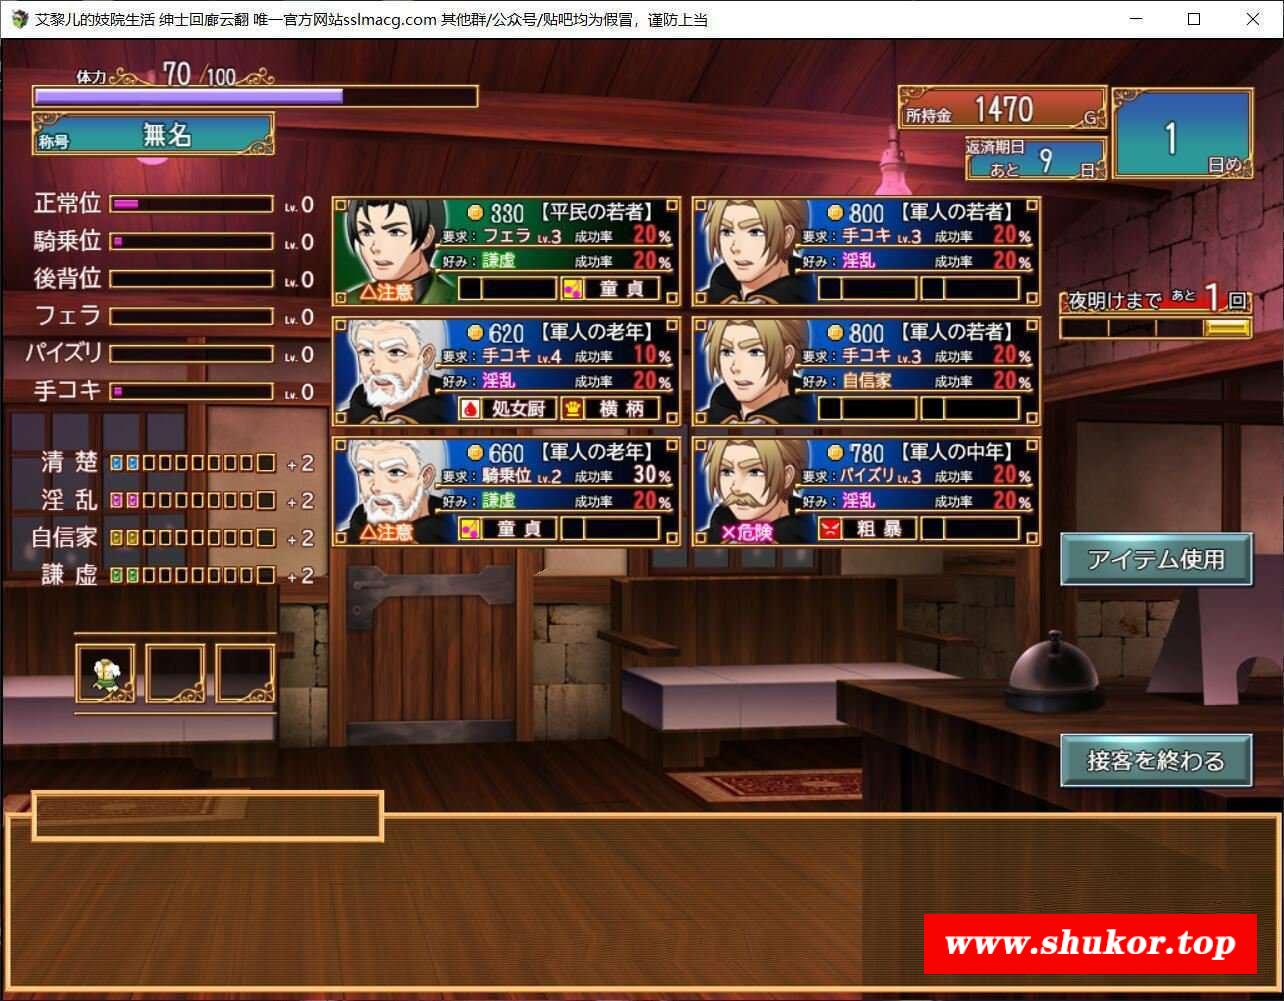 艾黎儿的妓院生活 绅士回廊云翻 唯一官方网站sslmacg.com 其他群/公众号/贴吧均为假冒，谨防上当
体力 70/100
称号 無名
所持金 1470 G
返済期日 あと 9 日
1 日め
正常位 Lv.0
騎乗位 Lv.0
後背位 Lv.0
フェラ Lv.0
パイズリ Lv.0
手コキ Lv.0
清楚 +2
淫乱 +2
自信家 +2
謙虚 +2
330 【平民の若者】
要求：フェラ Lv.3 成功率 20%
好み：謙虚 成功率 20%
△注意 童貞
800 【軍人の若者】
要求：手コキ Lv.3 成功率 20%
好み：淫乱 成功率 20%
620 【軍人の老年】
要求：手コキ Lv.4 成功率 10%
好み：淫乱 成功率 20%
処女厨 横柄
800 【軍人の若者】
要求：手コキ Lv.3 成功率 20%
好み：自信家 成功率 20%
660 【軍人の老年】
要求：騎乗位 Lv.2 成功率 30%
好み：謙虚 成功率 20%
△注意 童貞
780 【軍人の中年】
要求：パイズリ Lv.3 成功率 20%
好み：淫乱 成功率 20%
×危険 粗暴
夜明けまで あと 1 回
アイテム使用
接客を終わる
www.shukor.top